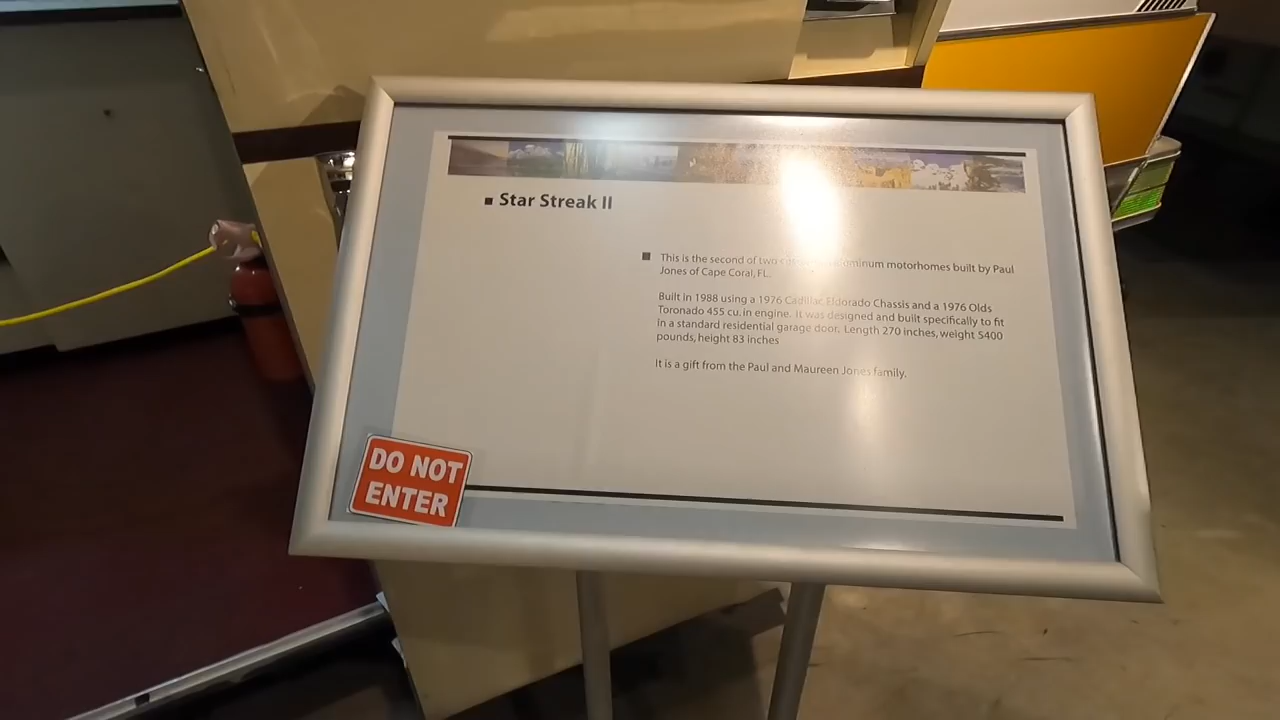 Star Streak II
This is the second of two aluminum motorhomes built by Paul
Jones of Cape Coral, FL.
Built in 1988 using a 1976 Cadillac Eldorado Chassis and a 1976 Olds
Toronado 455 cu. in engine. It was designed and built specifically to fit
in a standard residential garage door. Length 270 inches, weight 5400
pounds, height 83 inches
It is a gift from the Paul and Maureen Jones family.
DO NOT
ENTER